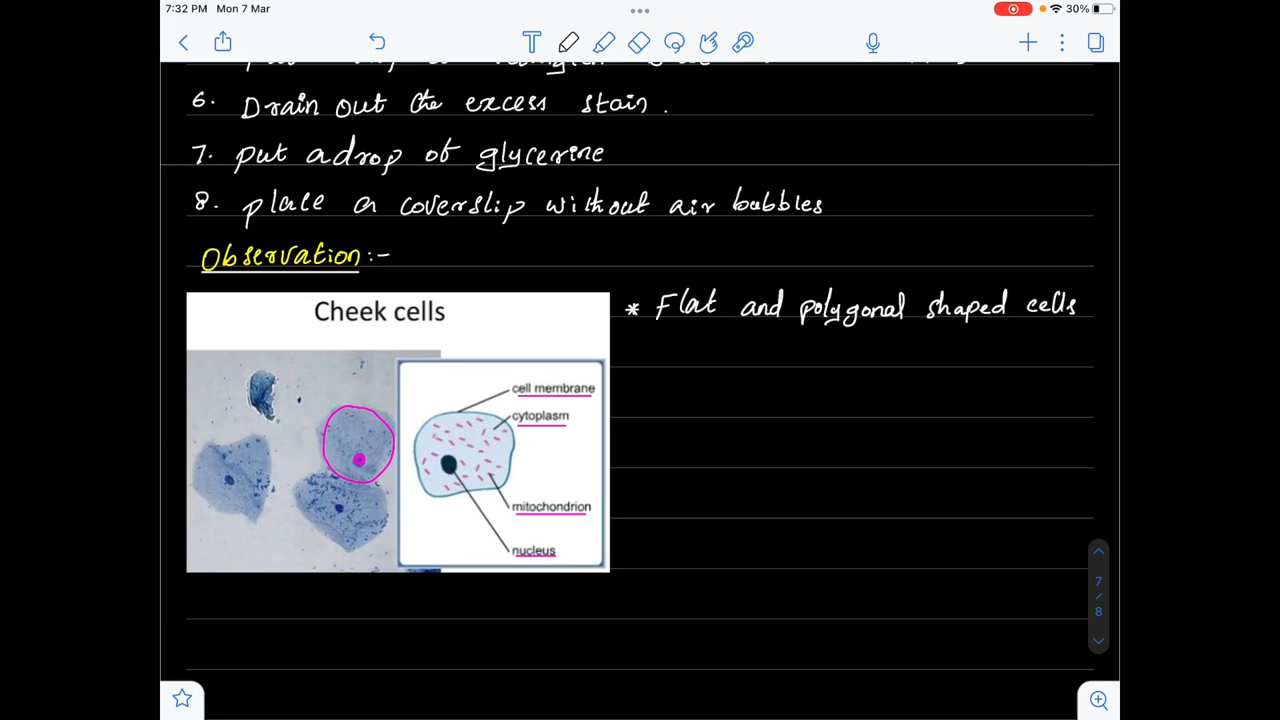 7:32 PM Mon 7 Mar
30%
6. Drain out the excess stain.
7. put a drop of glycerine
8. place a coverslip without air bubbles
Observation :-
Cheek cells
* Flat and polygonal shaped cells
cell membrane
cytoplasm
mitochondrion
nucleus
7
/
8